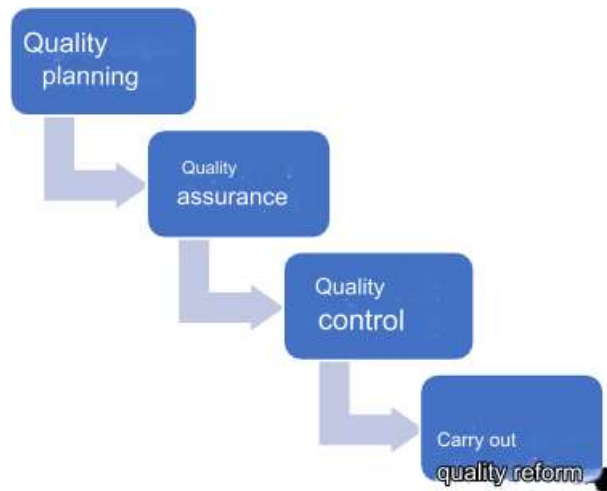 Quality
planning
Quality
assurance
Quality
control
Carry out
quality reform